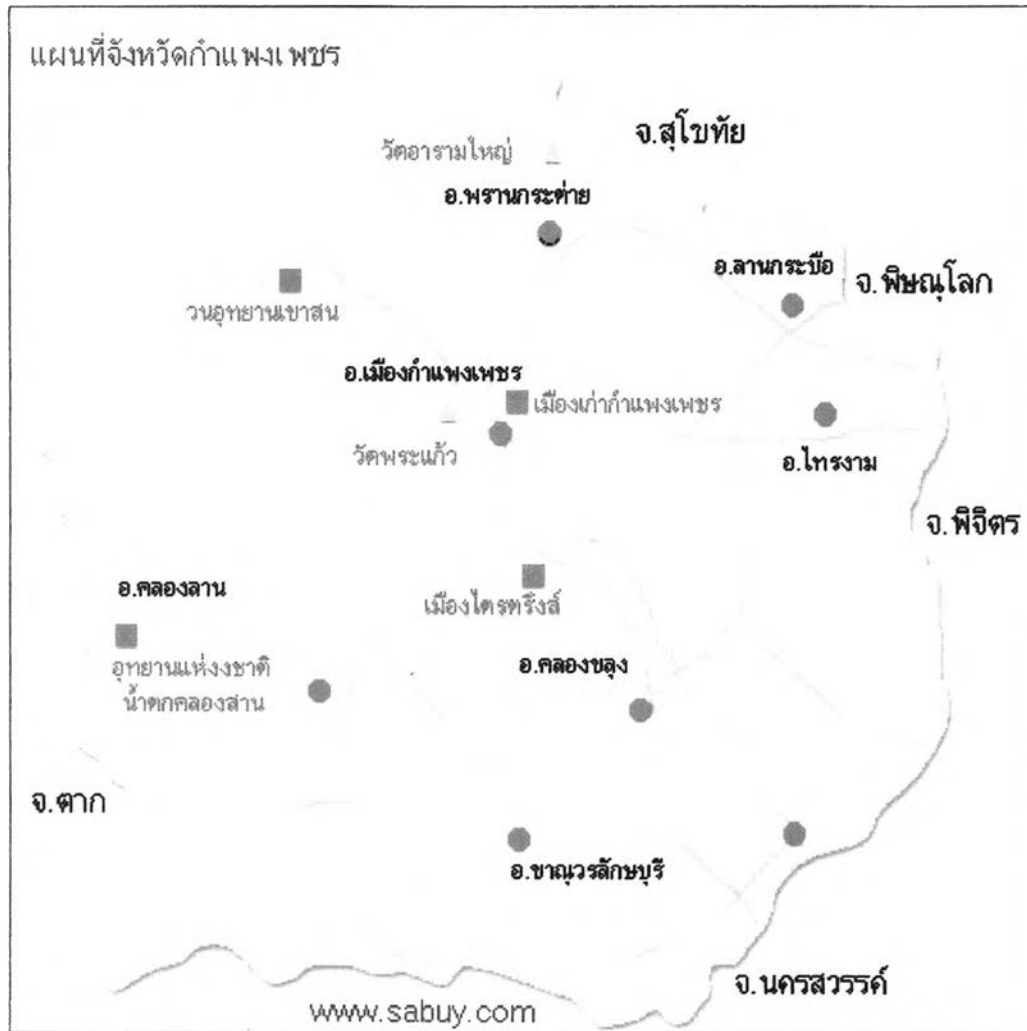 แผนที่จังหวัดกำแพงเพชร
จ.สุโขทัย
วัดอารามใหญ่
อ.พรานกระต่าย
อ.ลานกระบือ
จ.พิษณุโลก
วนอุทยานเขาสน
อ.เมืองกำแพงเพชร
เมืองเก่ากำแพงเพชร
วัดพระแก้ว
อ.ไทรงาม
จ.พิจิตร
อ.คลองลาน
เมืองไตรตรึงส์
อุทยานแห่งงชาติ
น้ำตกคลองส่าน
อ.คลองขลุง
จ.ตาก
อ.ขาณุวรลักษบุรี
จ.นครสวรรค์
www.sabuy.com